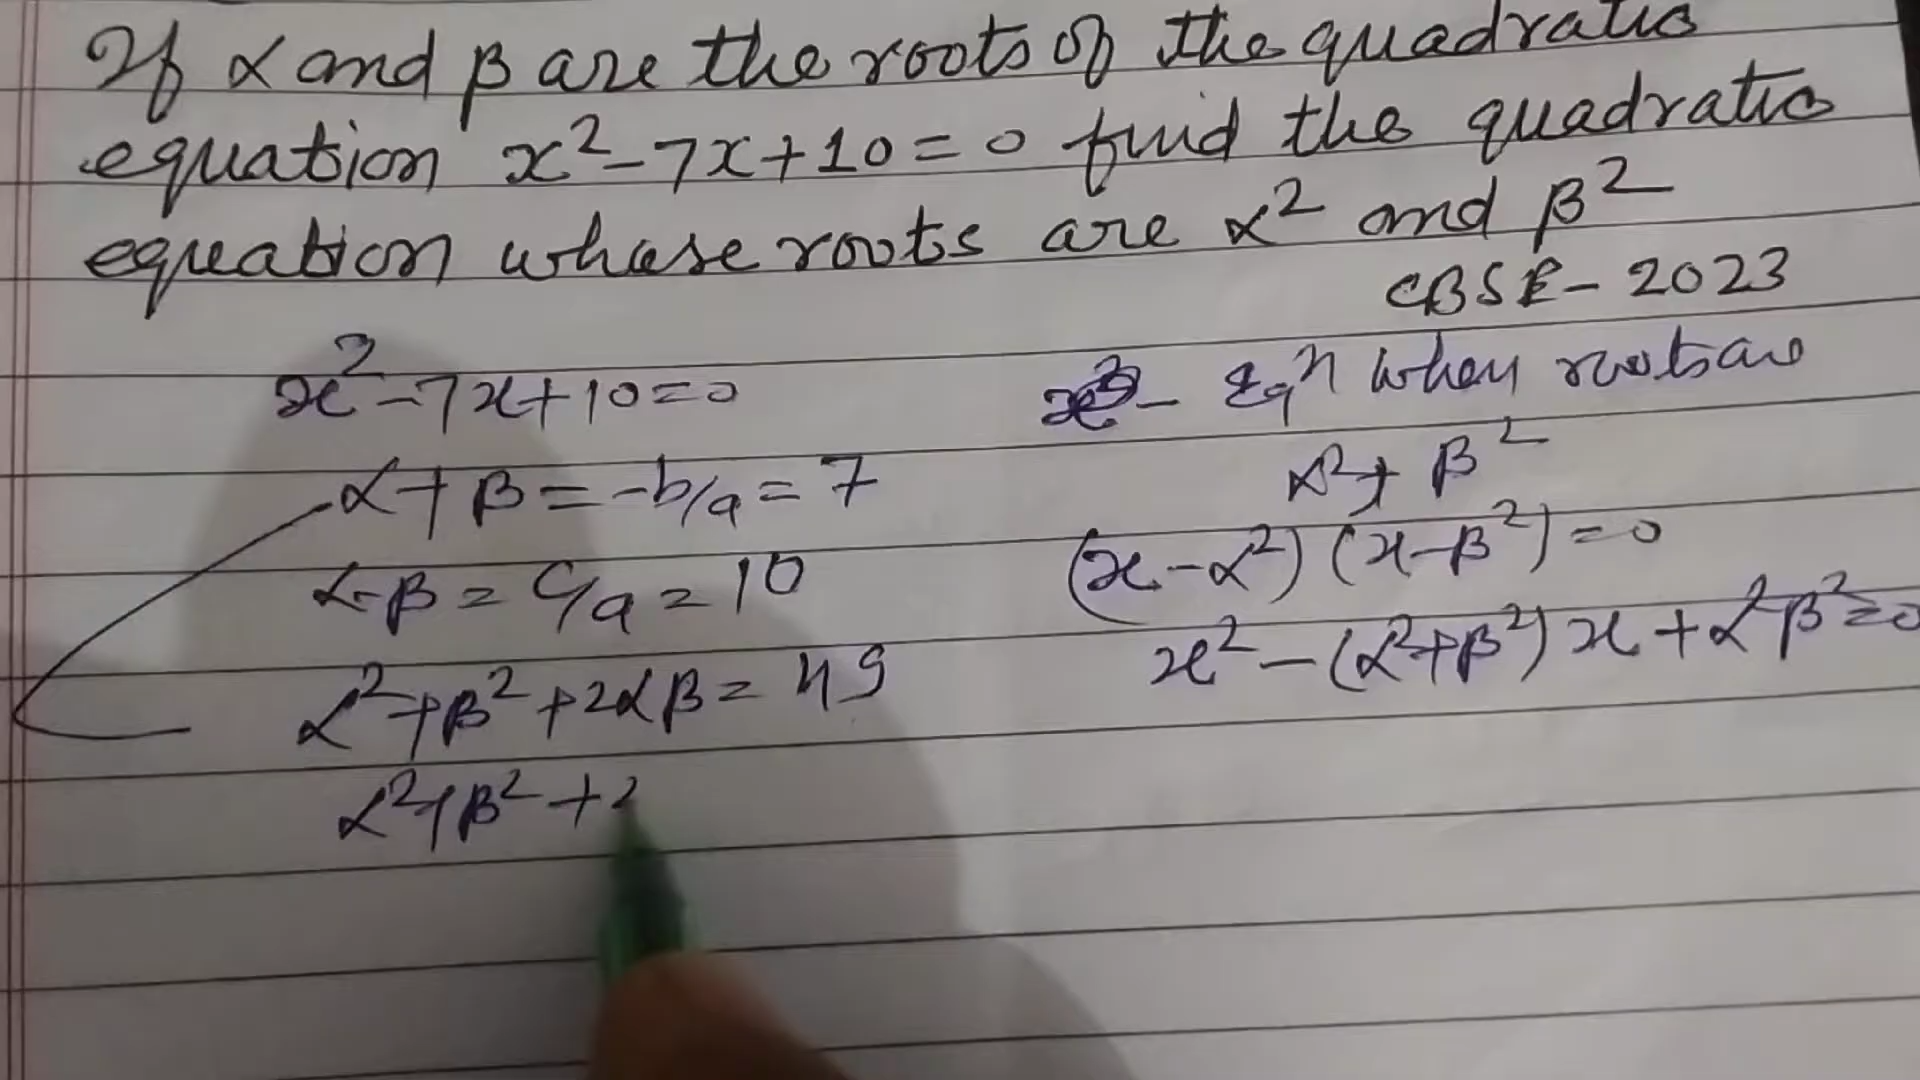 If α and β are the roots of the quadratic
equation x²-7x+10=0 find the quadratic
equation whose roots are α² and β²
CBSE-2023
x²-7x+10=0
α+β=-b/a=7
α·β=c/a=10
α²+β²+2αβ=49
α²+β²+2
Eqn when roots are
α²+β²
(x-α²)(x-β²)=0
x²-(α²+β²)x+α²β²=0